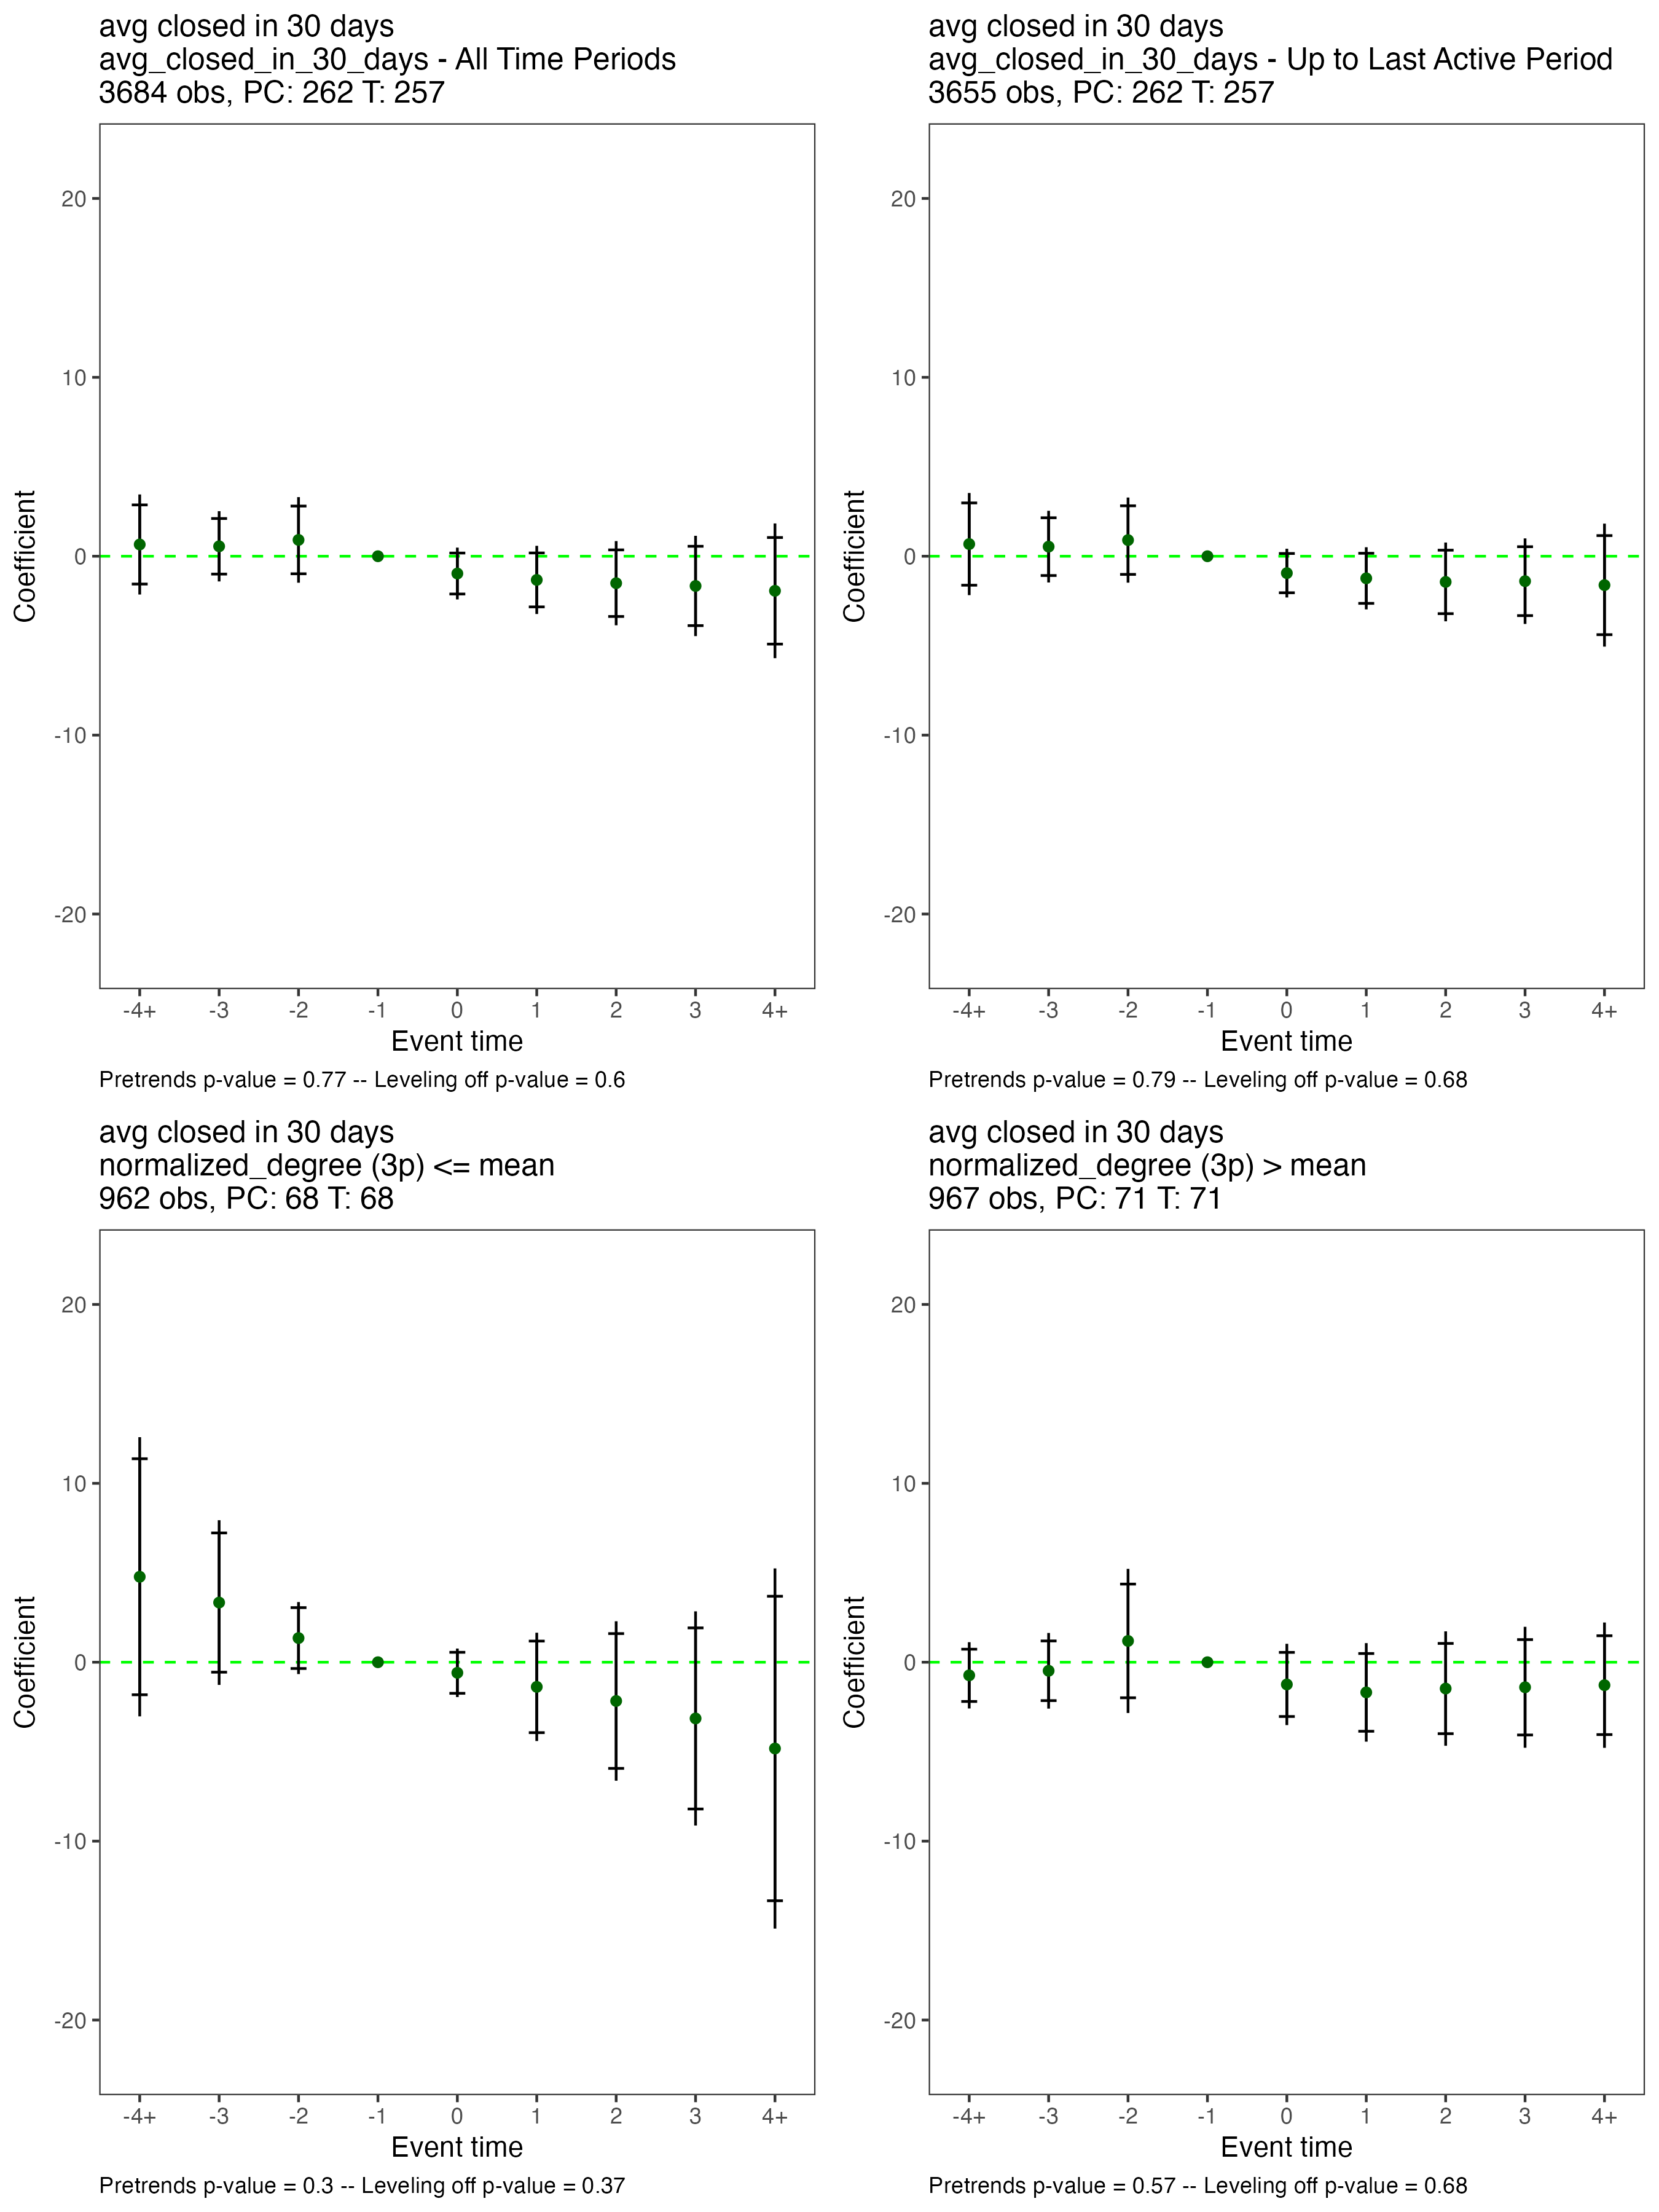 avg closed in 30 days
avg_closed_in_30_days - All Time Periods
3684 obs, PC: 262 T: 257
Coefficient
20
10
0
-10
-20
-4+ -3 -2 -1 0 1 2 3 4+
Event time
Pretrends p-value = 0.77 -- Leveling off p-value = 0.6
avg closed in 30 days
avg_closed_in_30_days - Up to Last Active Period
3655 obs, PC: 262 T: 257
Coefficient
20
10
0
-10
-20
-4+ -3 -2 -1 0 1 2 3 4+
Event time
Pretrends p-value = 0.79 -- Leveling off p-value = 0.68
avg closed in 30 days
normalized_degree (3p) <= mean
962 obs, PC: 68 T: 68
Coefficient
20
10
0
-10
-20
-4+ -3 -2 -1 0 1 2 3 4+
Event time
Pretrends p-value = 0.3 -- Leveling off p-value = 0.37
avg closed in 30 days
normalized_degree (3p) > mean
967 obs, PC: 71 T: 71
Coefficient
20
10
0
-10
-20
-4+ -3 -2 -1 0 1 2 3 4+
Event time
Pretrends p-value = 0.57 -- Leveling off p-value = 0.68